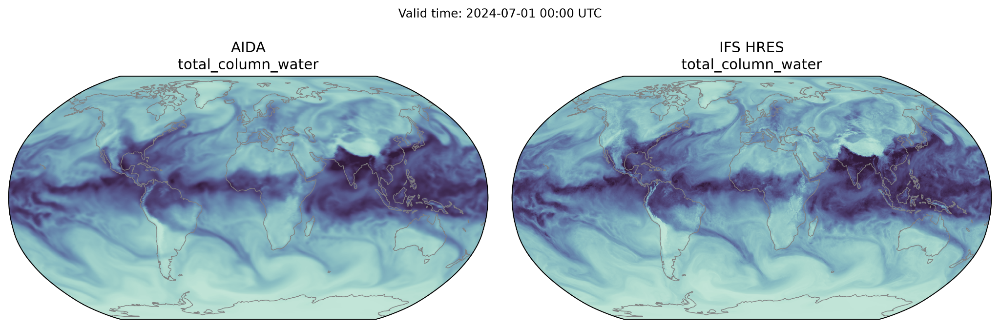 Valid time: 2024-07-01 00:00 UTC
AIDA
total_column_water
IFS HRES
total_column_water